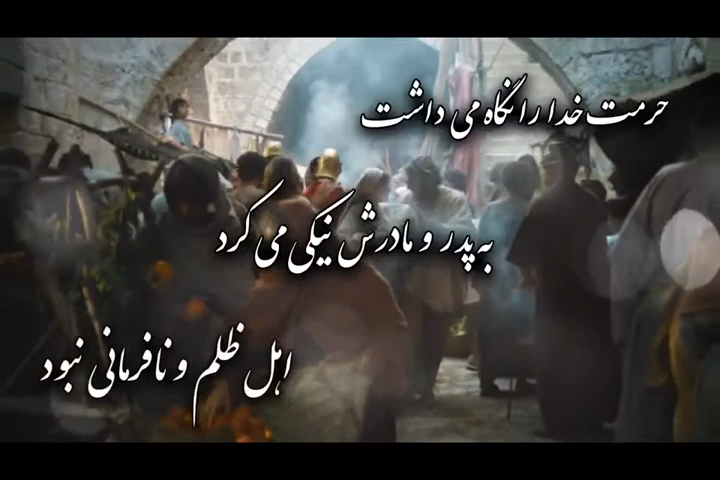 حرمت خدا را نگاه می داشت
به پدر و مادرش نیکی می کرد
اهل ظلم و نافرمانی نبود